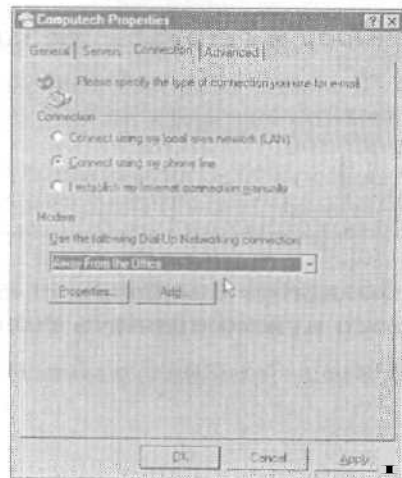 Computech Properties
General Servers Connection Advanced
Please specify the type of connection you use for e-mail.
Connection
Connect using my local area network (LAN)
Connect using my phone line
I establish my Internet connection manually
Modem
Use the following Dial-Up Networking connection:
Away From the Office
Properties... Add...
OK Cancel Apply